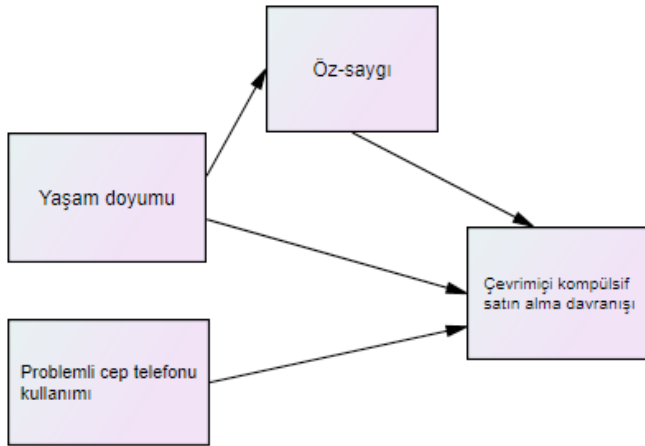 Öz-saygı
Yaşam doyumu
Çevrimiçi kompülsif
satın alma davranışı
Problemli cep telefonu
kullanımı